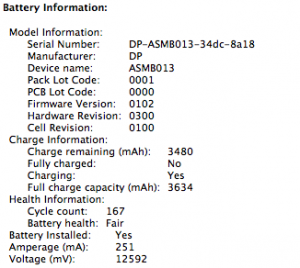 Battery Information:
Model Information:
Serial Number: DP-ASMB013-34dc-8a18
Manufacturer: DP
Device name: ASMB013
Pack Lot Code: 0001
PCB Lot Code: 0000
Firmware Version: 0102
Hardware Revision: 0300
Cell Revision: 0100
Charge Information:
Charge remaining (mAh): 3480
Fully charged: No
Charging: Yes
Full charge capacity (mAh): 3634
Health Information:
Cycle count: 167
Battery health: Fair
Battery Installed: Yes
Amperage (mA): 251
Voltage (mV): 12592